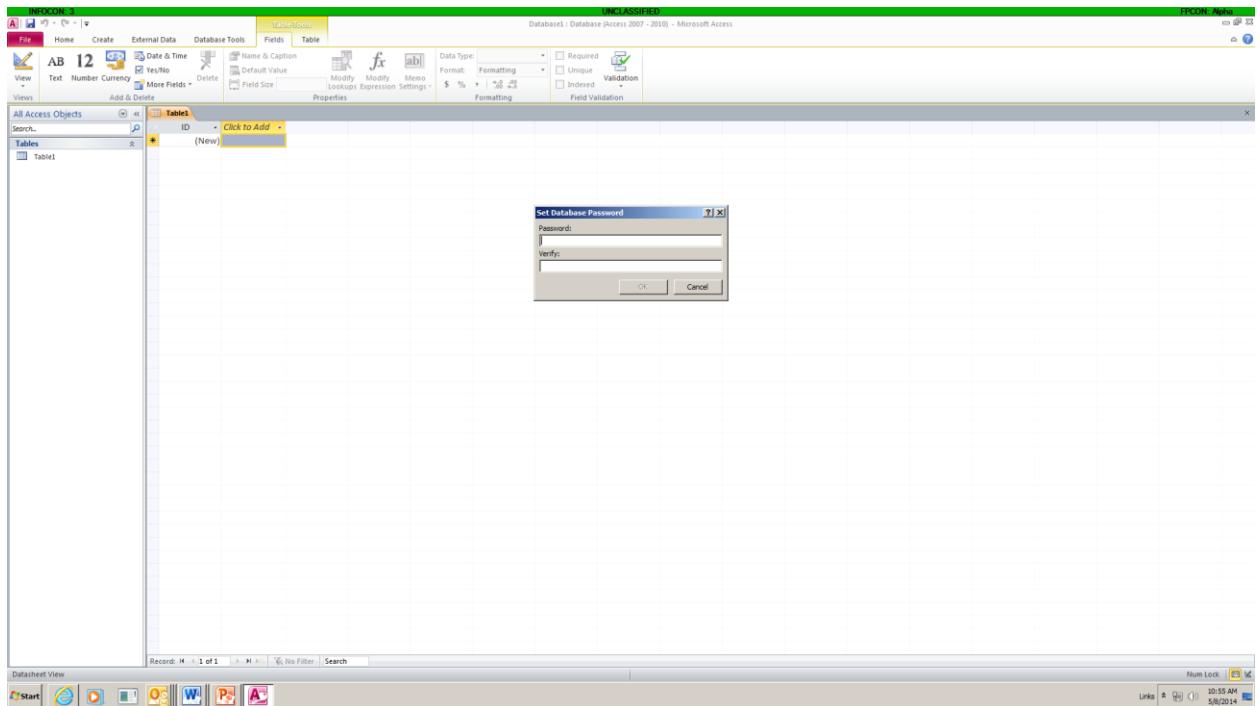 INFOCON: 3 UNCLASSIFIED FPCON: Alpha
Table Tools Database1 : Database (Access 2007 - 2010) - Microsoft Access
File Home Create External Data Database Tools Fields Table
AB 12 Date & Time Name & Caption fx ab Data Type: Required
Yes/No Default Value Format: Formatting Unique
View Text Number Currency More Fields Delete Field Size Modify Lookups Modify Expression Memo Settings $ % Indexed Validation
Views Add & Delete Properties Formatting Field Validation
All Access Objects Table1
Search... ID Click to Add
Tables (New)
Table1
Set Database Password
Password:
Verify:
OK Cancel
Record: 1 of 1 No Filter Search
Datasheet View Num Lock
Start Links 10:55 AM
5/8/2014